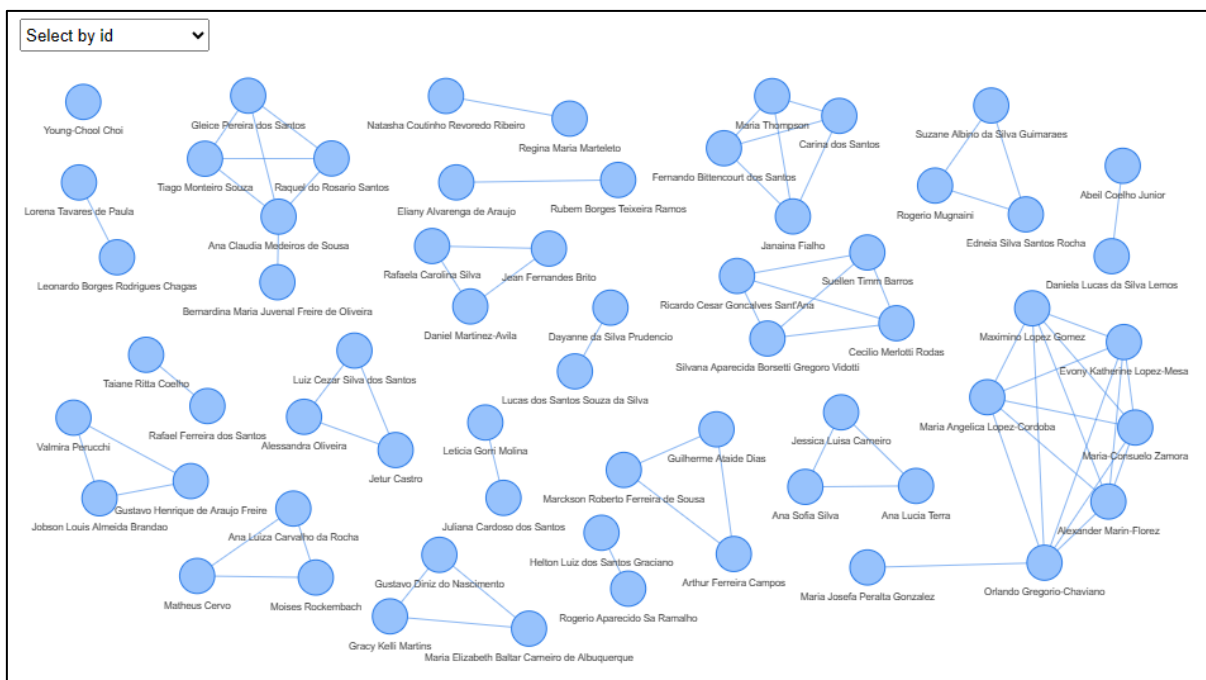 Select by id
Young-Chool Choi
Gleice Pereira dos Santos
Natasha Coutinho Revoredo Ribeiro
Regina Maria Marteleto
Maria Thompson
Carina dos Santos
Suzane Albino da Silva Guimaraes
Tiago Monteiro Souza
Raquel do Rosario Santos
Fernando Bittencourt dos Santos
Abeil Coelho Junior
Lorena Tavares de Paula
Eliany Alvarenga de Araujo
Rubem Borges Teixeira Ramos
Rogerio Mugnaini
Edneia Silva Santos Rocha
Ana Claudia Medeiros de Sousa
Janaina Fialho
Rafaela Carolina Silva
Jean Fernandes Brito
Leonardo Borges Rodrigues Chagas
Suellen Timm Barros
Daniela Lucas da Silva Lemos
Bernardina Maria Juvenal Freire de Oliveira
Ricardo Cesar Goncalves Sant'Ana
Daniel Martinez-Avila
Dayanne da Silva Prudencio
Maximino Lopez Gomez
Cecilio Merlotti Rodas
Silvana Aparecida Borsetti Gregoro Vidotti
Evony Katherine Lopez-Mesa
Taiane Ritta Coelho
Luiz Cezar Silva dos Santos
Lucas dos Santos Souza da Silva
Maria Angelica Lopez-Cordoba
Rafael Ferreira dos Santos
Alessandra Oliveira
Jessica Luisa Carneiro
Valmira Perucchi
Leticia Gorri Molina
Guilherme Ataide Dias
Maria-Consuelo Zamora
Jetur Castro
Marckson Roberto Ferreira de Sousa
Gustavo Henrique de Araujo Freire
Ana Sofia Silva
Ana Lucia Terra
Jobson Louis Almeida Brandao
Juliana Cardoso dos Santos
Alexander Marin-Florez
Ana Luiza Carvalho da Rocha
Helton Luiz dos Santos Graciano
Gustavo Diniz do Nascimento
Arthur Ferreira Campos
Maria Josefa Peralta Gonzalez
Orlando Gregorio-Chaviano
Matheus Cervo
Moises Rockembach
Rogerio Aparecido Sa Ramalho
Gracy Kelli Martins
Maria Elizabeth Baltar Carneiro de Albuquerque